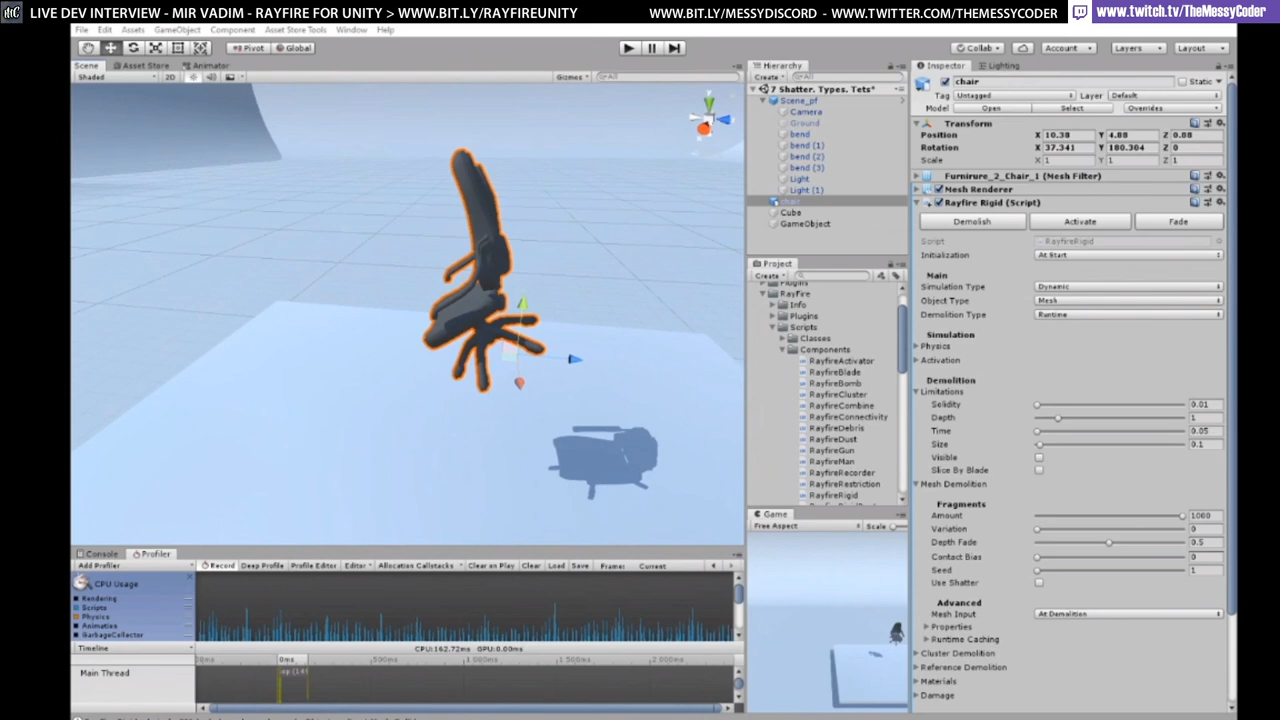 LIVE DEV INTERVIEW - MIR VADIM - RAYFIRE FOR UNITY > WWW.BIT.LY/RAYFIREUNITY
WWW.BIT.LY/MESSYDISCORD - WWW.TWITTER.COM/THEMESSYCODER
www.twitch.tv/TheMessyCoder
File Edit Assets GameObject Component Asset Store Tools Window Help
Pivot Global
Collab Account Layers Layout
Scene Asset Store Animator
Shaded 2D Gizmos All
Hierarchy
Create All
7 Shatter. Types. Tets*
Scene_pf
Camera
Ground
bend
bend (1)
bend (2)
bend (3)
Light
Light (1)
chair
Cube
GameObject
Project
Create
Plugins
RayFire
Info
Plugins
Scripts
Classes
Components
RayfireActivator
RayfireBlade
RayfireBomb
RayfireCluster
RayfireCombine
RayfireConnectivity
RayfireDebris
RayfireDust
RayfireGun
RayfireMan
RayfireRecorder
RayfireRestriction
RayfireRigid
Game
Free Aspect Scale
Inspector Lighting
chair Static
Tag Untagged Layer Default
Model Open Select Overrides
Transform
Position X 10.38 Y 4.88 Z 0.88
Rotation X 37.341 Y 180.304 Z 0
Scale X 1 Y 1 Z 1
Furnirure_2_Chair_1 (Mesh Filter)
Mesh Renderer
Rayfire Rigid (Script)
Demolish Activate Fade
Script RayfireRigid
Initialization At Start
Main
Simulation Type Dynamic
Object Type Mesh
Demolition Type Runtime
Simulation
Physics
Activation
Demolition
Limitations
Solidity 0.01
Depth 1
Time 0.05
Size 0.1
Visible
Slice By Blade
Mesh Demolition
Fragments
Amount 1000
Variation 0
Depth Fade 0.5
Contact Bias 0
Seed 1
Use Shatter
Advanced
Mesh Input At Demolition
Properties
Runtime Caching
Cluster Demolition
Reference Demolition
Materials
Damage
Console Profiler
Add Profiler Record Deep Profile Profile Editor Editor Allocation Callstacks Clear on Play Clear Load Save Frame: Current
CPU Usage
Rendering
Scripts
Physics
Animation
GarbageCollector
Timeline CPU:162.72ms GPU:0.00ms
0ms 500ms 1 000ms 1 500ms 2 000ms
Main Thread